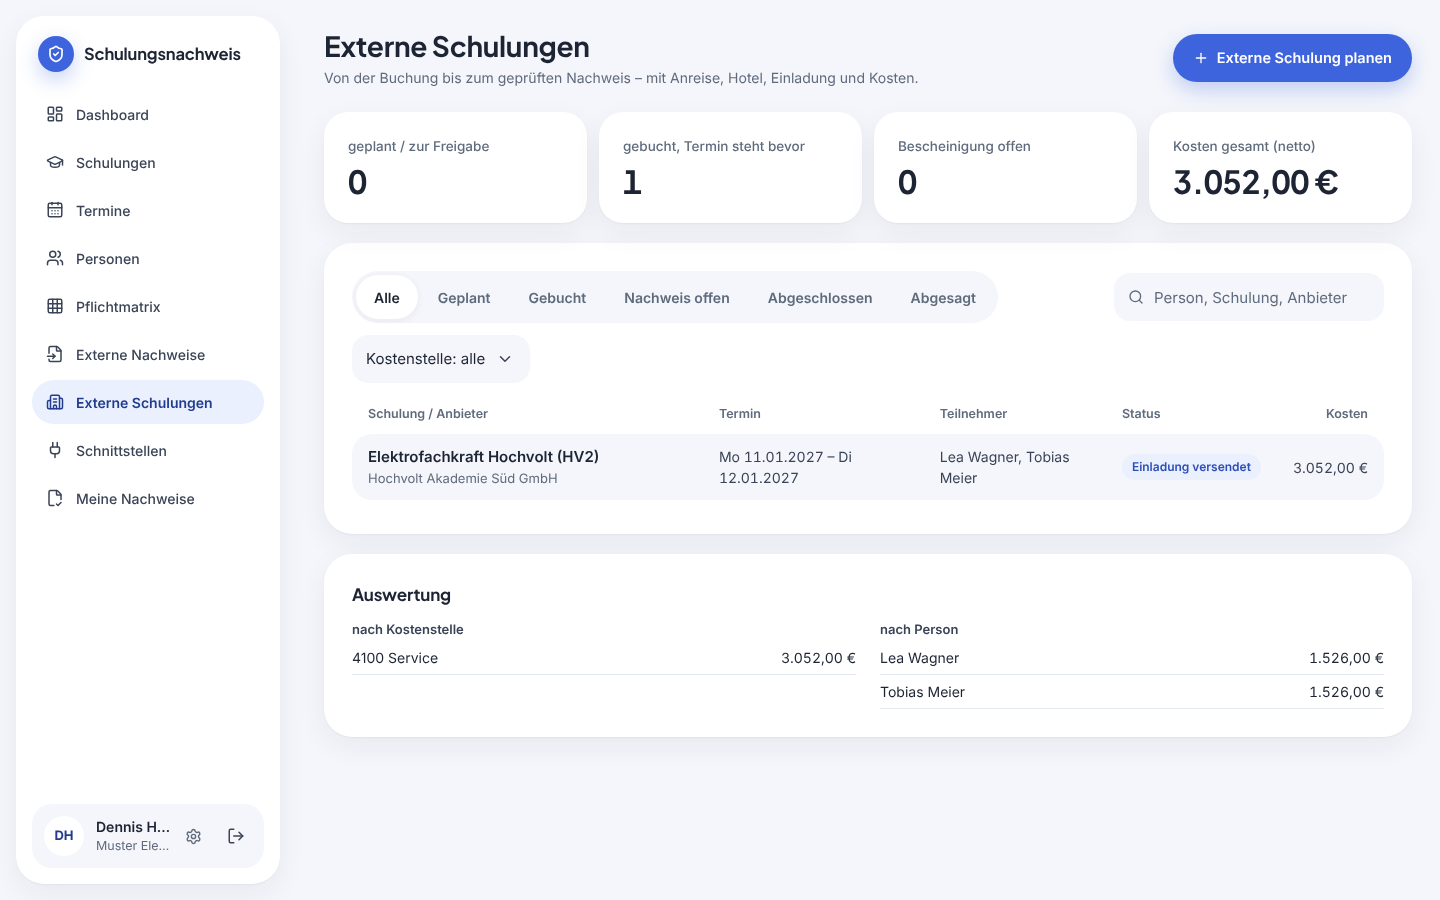 Schulungsnachweis
Dashboard
Schulungen
Termine
Personen
Pflichtmatrix
Externe Nachweise
Externe Schulungen
Schnittstellen
Meine Nachweise
DH
Dennis H...
Muster Ele...
Externe Schulungen
Von der Buchung bis zum geprüften Nachweis – mit Anreise, Hotel, Einladung und Kosten.
Externe Schulung planen
geplant / zur Freigabe
0
gebucht, Termin steht bevor
1
Bescheinigung offen
0
Kosten gesamt (netto)
3.052,00 €
Alle
Geplant
Gebucht
Nachweis offen
Abgeschlossen
Abgesagt
Person, Schulung, Anbieter
Kostenstelle: alle
Schulung / Anbieter
Termin
Teilnehmer
Status
Kosten
Elektrofachkraft Hochvolt (HV2)
Hochvolt Akademie Süd GmbH
Mo 11.01.2027 – Di
12.01.2027
Lea Wagner, Tobias
Meier
Einladung versendet
3.052,00 €
Auswertung
nach Kostenstelle
4100 Service
3.052,00 €
nach Person
Lea Wagner
1.526,00 €
Tobias Meier
1.526,00 €